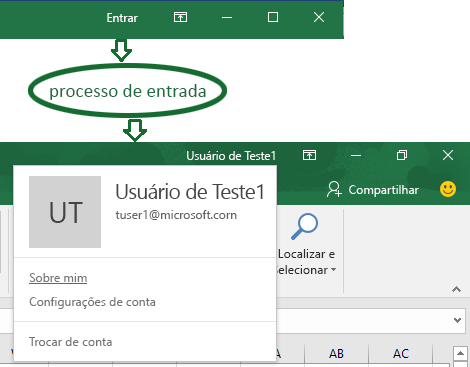 Entrar
processo de entrada
Usuário de Teste1
UT
Usuário de Teste1
tuser1@microsoft.com
Compartilhar
Localizar e
selecionar
Sobre mim
Configurações de conta
Trocar de conta
AB
AC